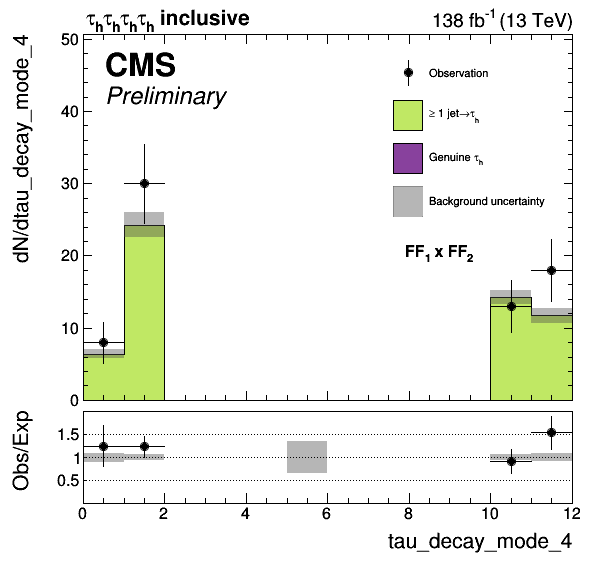 τhτhτhτh inclusive
138 fb⁻¹ (13 TeV)
CMS
Preliminary
Observation
≥ 1 jet→τh
Genuine τh
Background uncertainty
FF₁ x FF₂
dN/dtau_decay_mode_4
50
40
30
20
10
0
Obs/Exp
1.5
1
0.5
0 2 4 6 8 10 12
tau_decay_mode_4